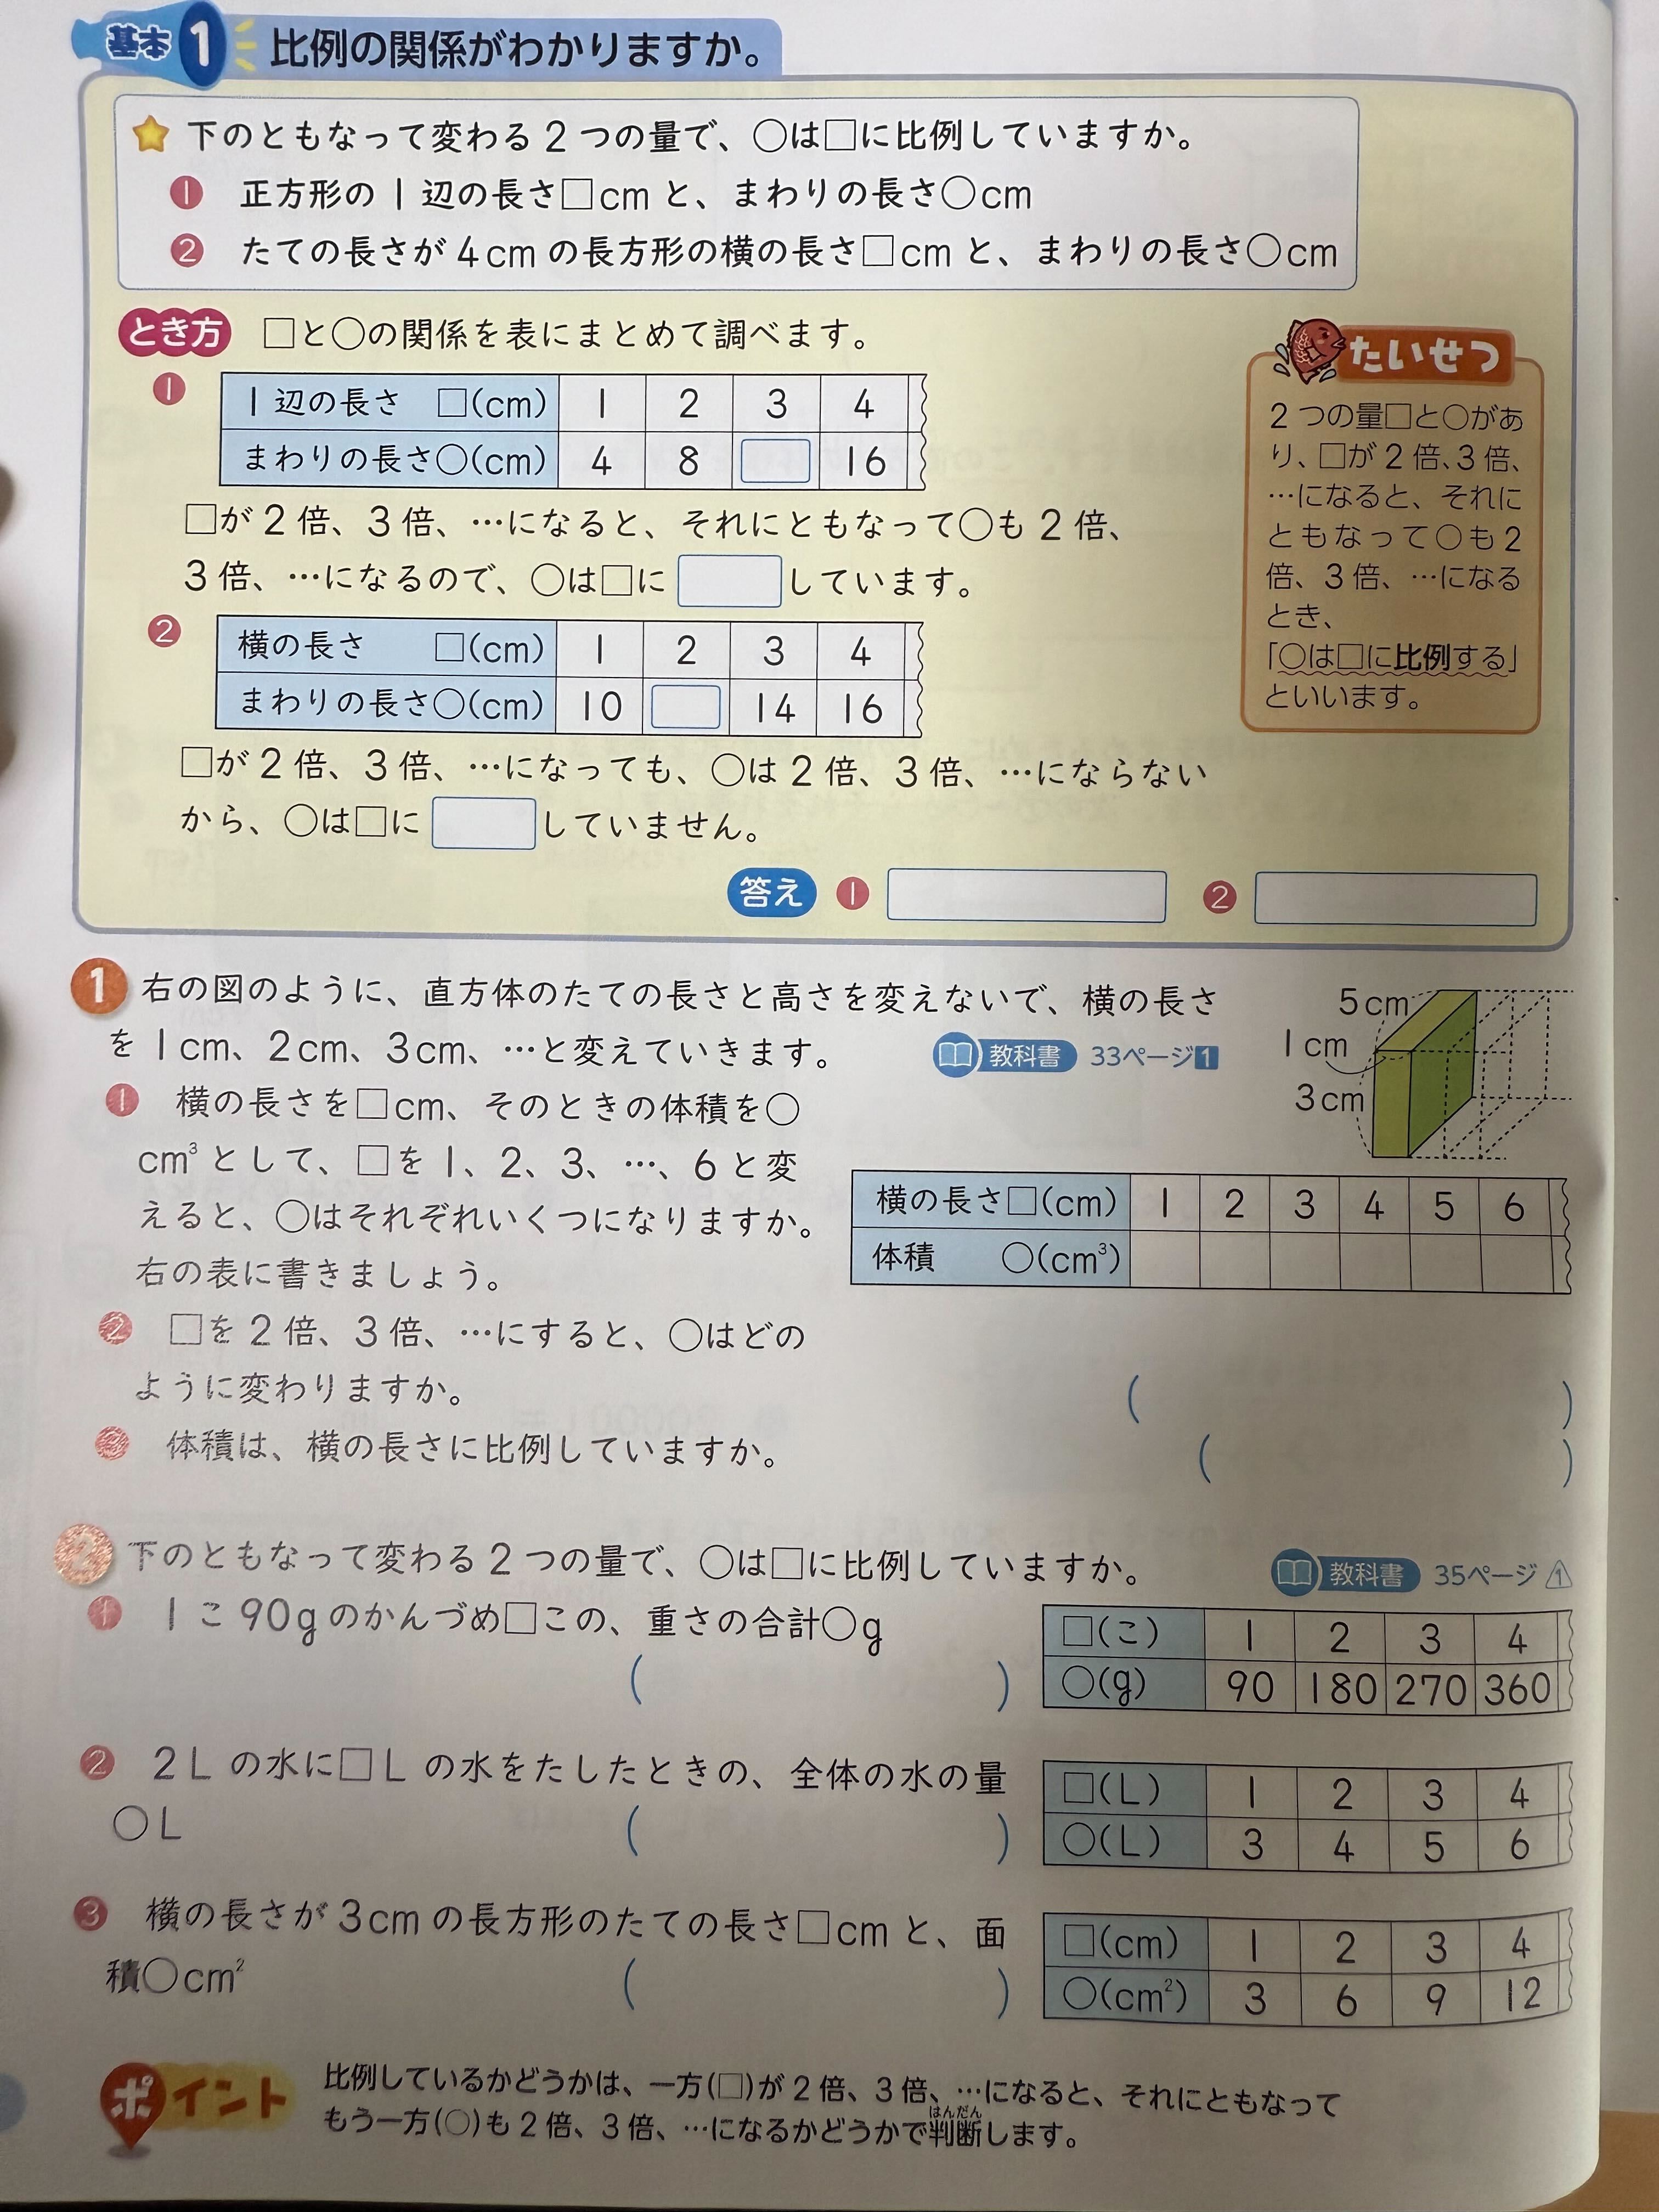 基本 1 比例の関係がわかりますか。
下のともなって変わる2つの量で、○は□に比例していますか。
❶ 正方形の1辺の長さ□cmと、まわりの長さ○cm
❷ たての長さが4cmの長方形の横の長さ□cmと、まわりの長さ○cm
とき方 □と○の関係を表にまとめて調べます。
❶
1辺の長さ □(cm) 1 2 3 4
まわりの長さ○(cm) 4 8 16
□が2倍、3倍、…になると、それにともなって○も2倍、
3倍、…になるので、○は□に しています。
❷
横の長さ □(cm) 1 2 3 4
まわりの長さ○(cm) 10 14 16
□が2倍、3倍、…になっても、○は2倍、3倍、…にならない
から、○は□に していません。
たいせつ
2つの量□と○があ
り、□が2倍、3倍、
…になると、それに
ともなって○も2
倍、3倍、…になる
とき、
「○は□に比例する」
といいます。
答え ❶ ❷
1 右の図のように、直方体のたての長さと高さを変えないで、横の長さ
を1cm、2cm、3cm、…と変えていきます。
教科書 33ページ1
5cm
1cm
3cm
❶ 横の長さを□cm、そのときの体積を○
cm³として、□を1、2、3、…、6と変
えると、○はそれぞれいくつになりますか。
右の表に書きましょう。
横の長さ□(cm) 1 2 3 4 5 6
体積 ○(cm³)
❷ □を2倍、3倍、…にすると、○はどの
ように変わりますか。
( )
❸ 体積は、横の長さに比例していますか。
( )
2 下のともなって変わる2つの量で、○は□に比例していますか。
教科書 35ページ1
❶ 1こ90gのかんづめ□この、重さの合計○g
( )
□(こ) 1 2 3 4
○(g) 90 180 270 360
❷ 2Lの水に□Lの水をたしたときの、全体の水の量
○L ( )
□(L) 1 2 3 4
○(L) 3 4 5 6
❸ 横の長さが3cmの長方形のたての長さ□cmと、面
積○cm² ( )
□(cm) 1 2 3 4
○(cm²) 3 6 9 12
ポイント
比例しているかどうかは、一方(□)が2倍、3倍、…になると、それにともなって
はんだん
もう一方(○)も2倍、3倍、…になるかどうかで判断します。